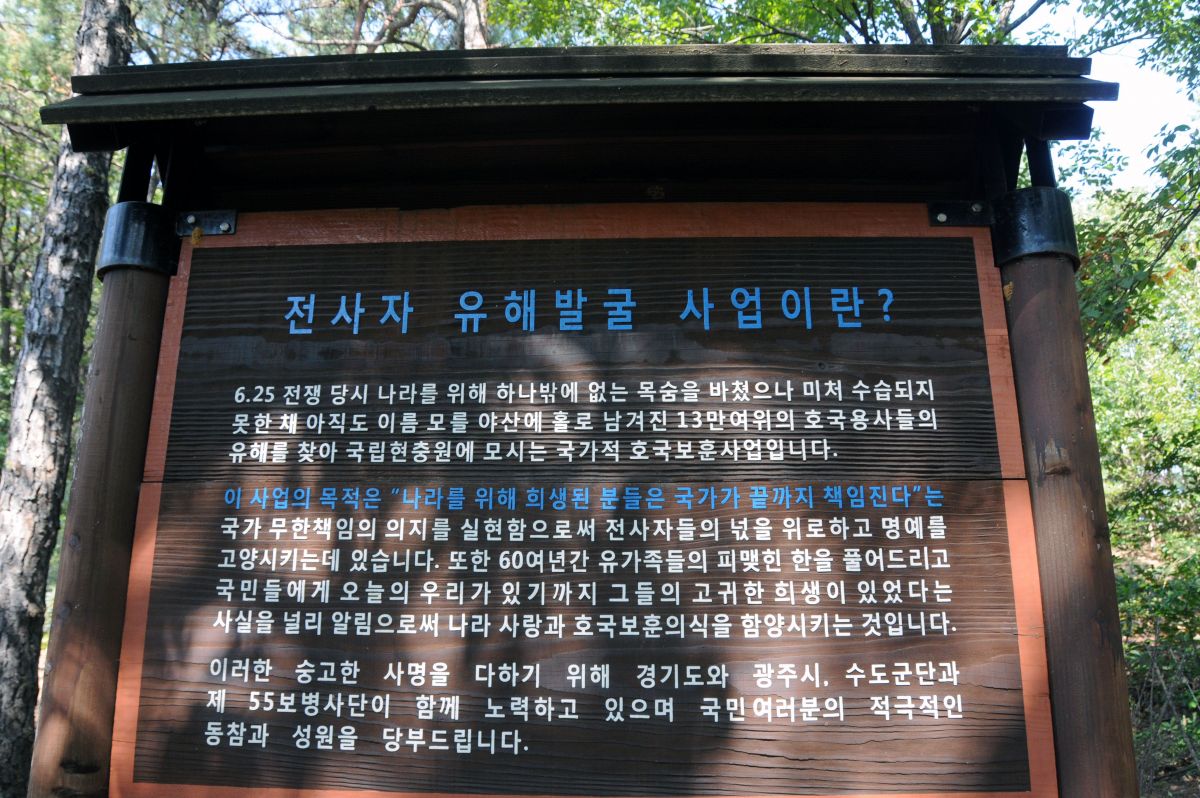 전사자 유해발굴 사업이란?
6.25 전쟁 당시 나라를 위해 하나밖에 없는 목숨을 바쳤으나 미처 수습되지
못한 채 아직도 이름 모를 야산에 홀로 남겨진 13만여위의 호국용사들의
유해를 찾아 국립현충원에 모시는 국가적 호국보훈사업입니다.
이 사업의 목적은 "나라를 위해 희생된 분들은 국가가 끝까지 책임진다"는
국가 무한책임의 의지를 실현함으로써 전사자들의 넋을 위로하고 명예를
고양시키는데 있습니다. 또한 60여년간 유가족들의 피맺힌 한을 풀어드리고
국민들에게 오늘의 우리가 있기까지 그들의 고귀한 희생이 있었다는
사실을 널리 알림으로써 나라 사랑과 호국보훈의식을 함양시키는 것입니다.
이러한 숭고한 사명을 다하기 위해 경기도와 광주시, 수도군단과
제 55보병사단이 함께 노력하고 있으며 국민여러분의 적극적인
동참과 성원을 당부드립니다.